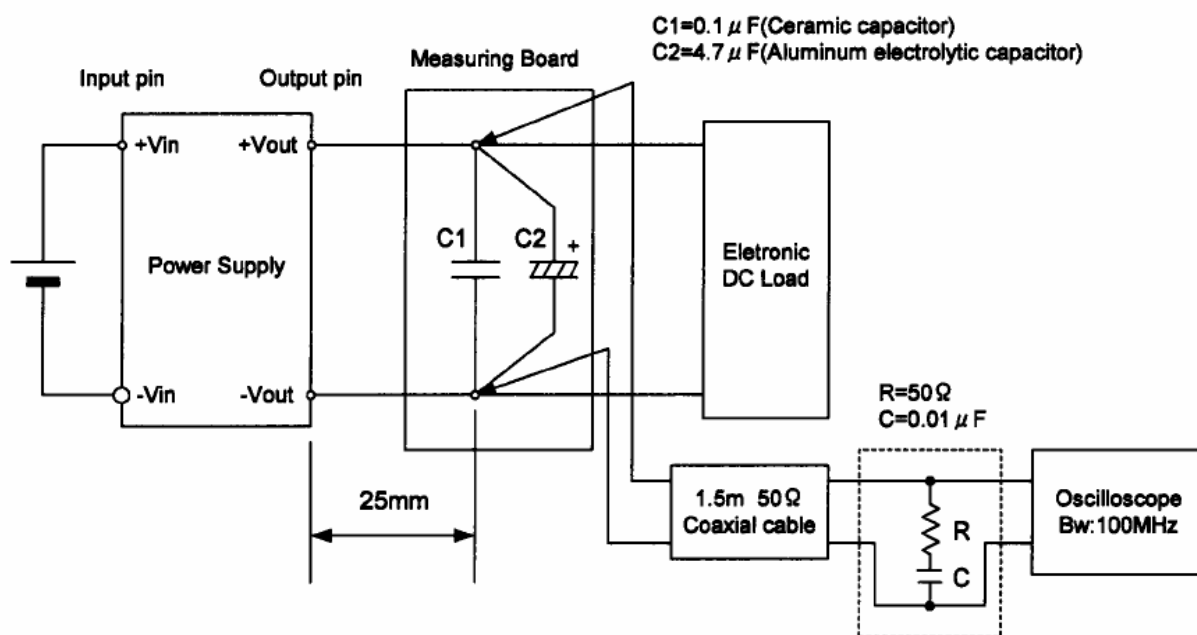 C1=0.1μF(Ceramic capacitor)
C2=4.7μF(Aluminum electrolytic capacitor)
Measuring Board
Input pin
Output pin
+Vin
+Vout
C1
C2
+
Power Supply
Eletronic
DC Load
-Vin
-Vout
R=50Ω
C=0.01μF
25mm
1.5m 50Ω
Coaxial cable
R
C
Oscilloscope
Bw:100MHz